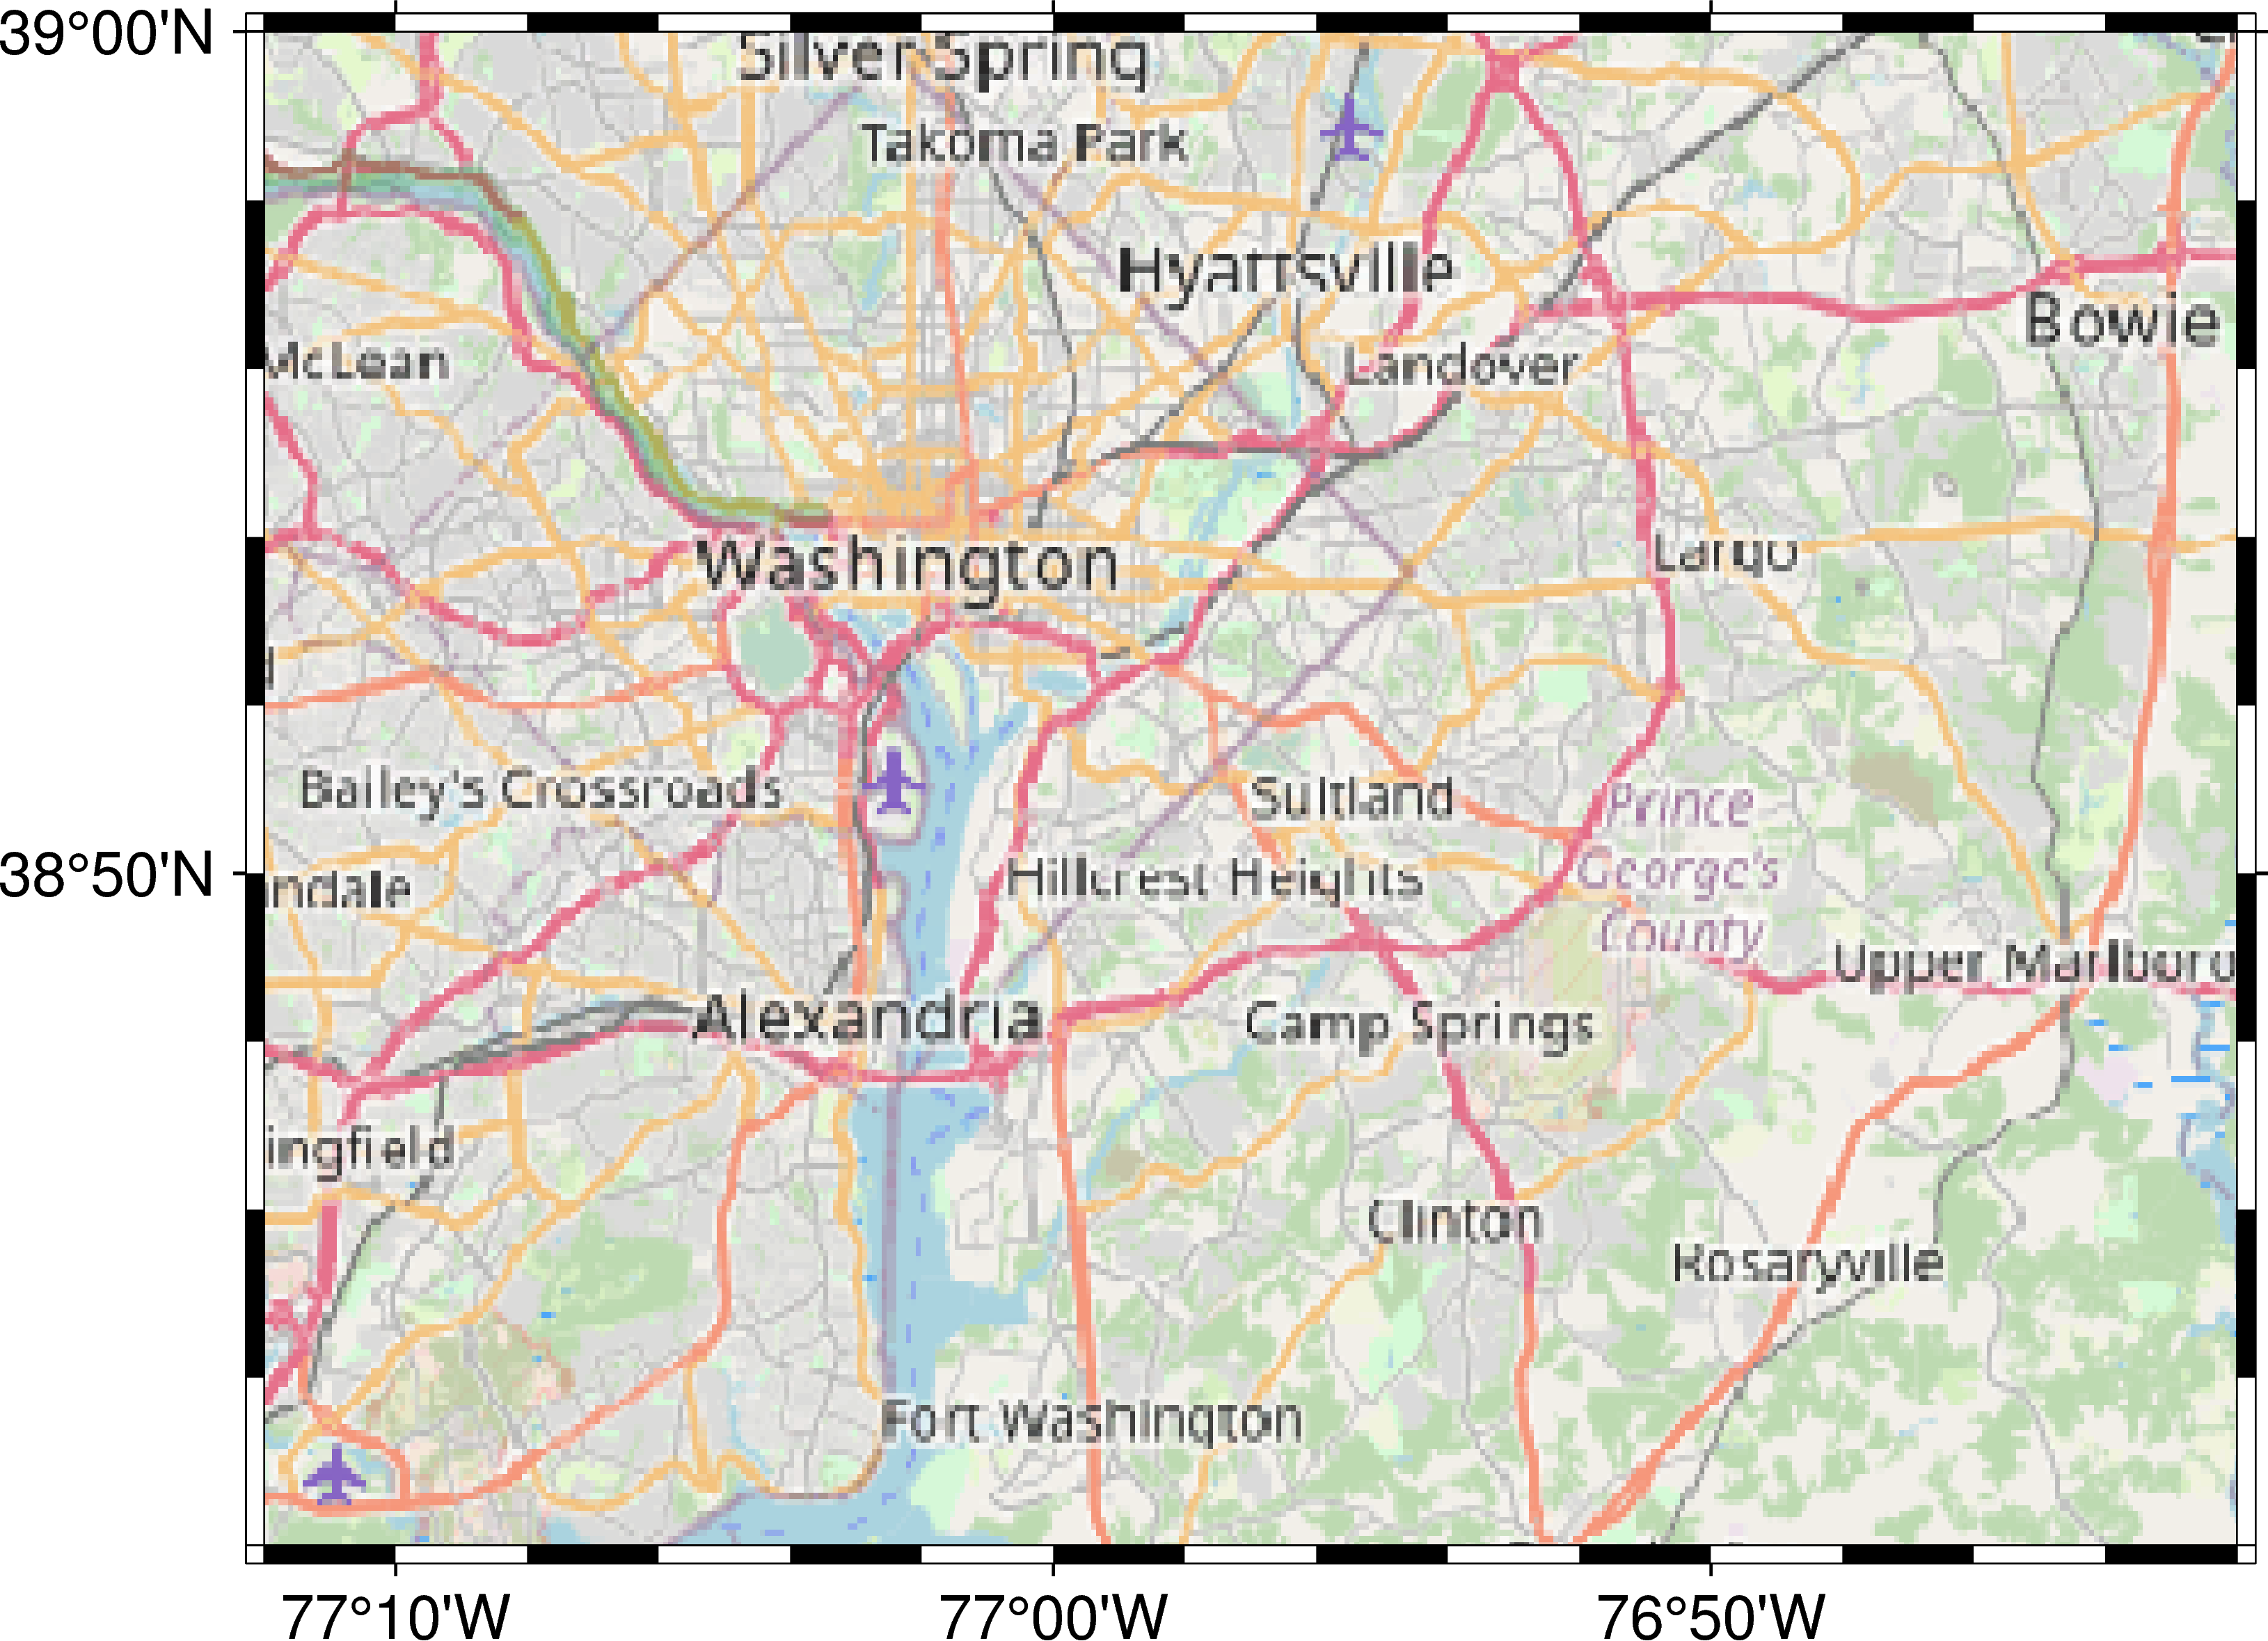 39°00'N
Silver Spring
Takoma Park
Hyattsville
Bowie
McLean
Landover
Largo
Washington
Bailey's Crossroads
Suitland
Prince
George's
County
38°50'N
ndale
Hillcrest Heights
Upper Marlboro
Alexandria
Camp Springs
ingfield
Clinton
Rosaryville
Fort Washington
77°10'W
77°00'W
76°50'W